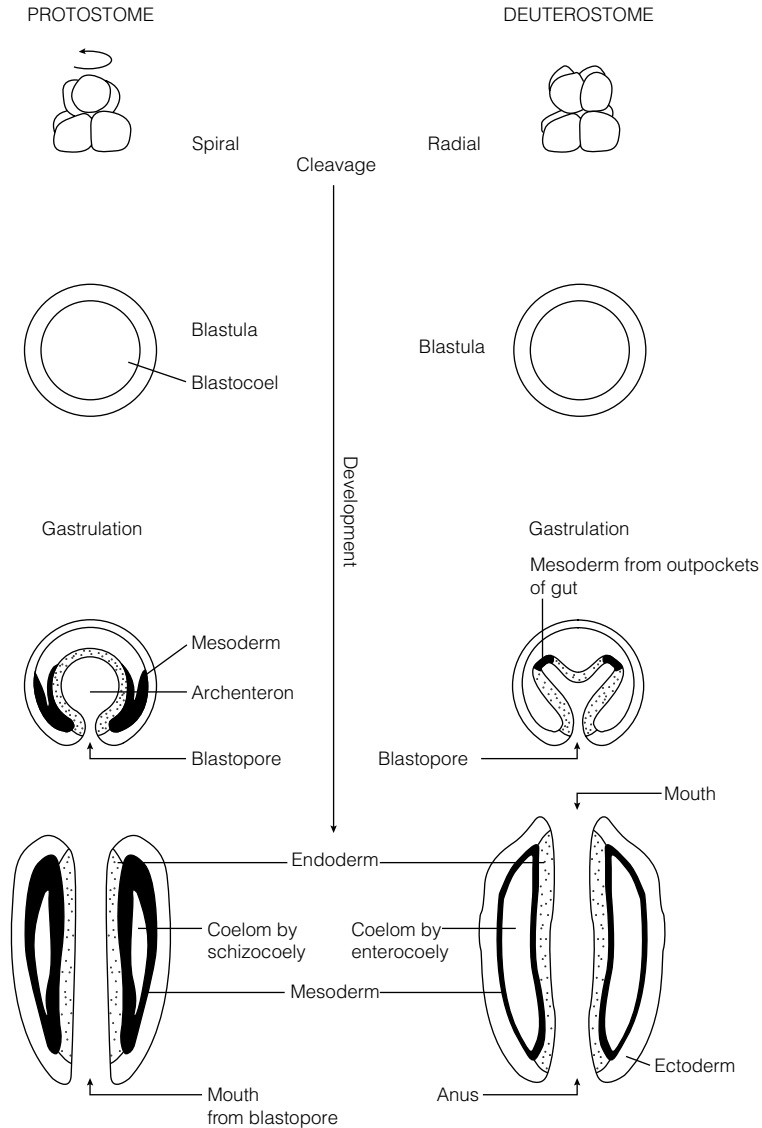 PROTOSTOME
DEUTEROSTOME
Spiral
Radial
Cleavage
Blastula
Blastocoel
Blastula
Development
Gastrulation
Gastrulation
Mesoderm from outpockets
of gut
Mesoderm
Archenteron
Blastopore
Blastopore
Mouth
Endoderm
Coelom by
schizocoely
Coelom by
enterocoely
Mesoderm
Ectoderm
Mouth
from blastopore
Anus